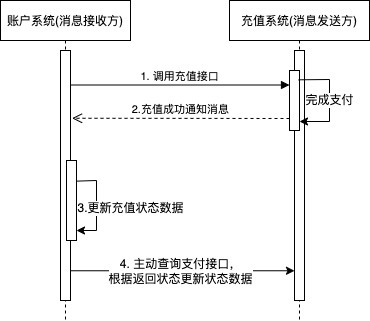 账户系统(消息接收方)
充值系统(消息发送方)
1. 调用充值接口
完成支付
2.充值成功通知消息
3.更新充值状态数据
4. 主动查询支付接口，
根据返回状态更新状态数据